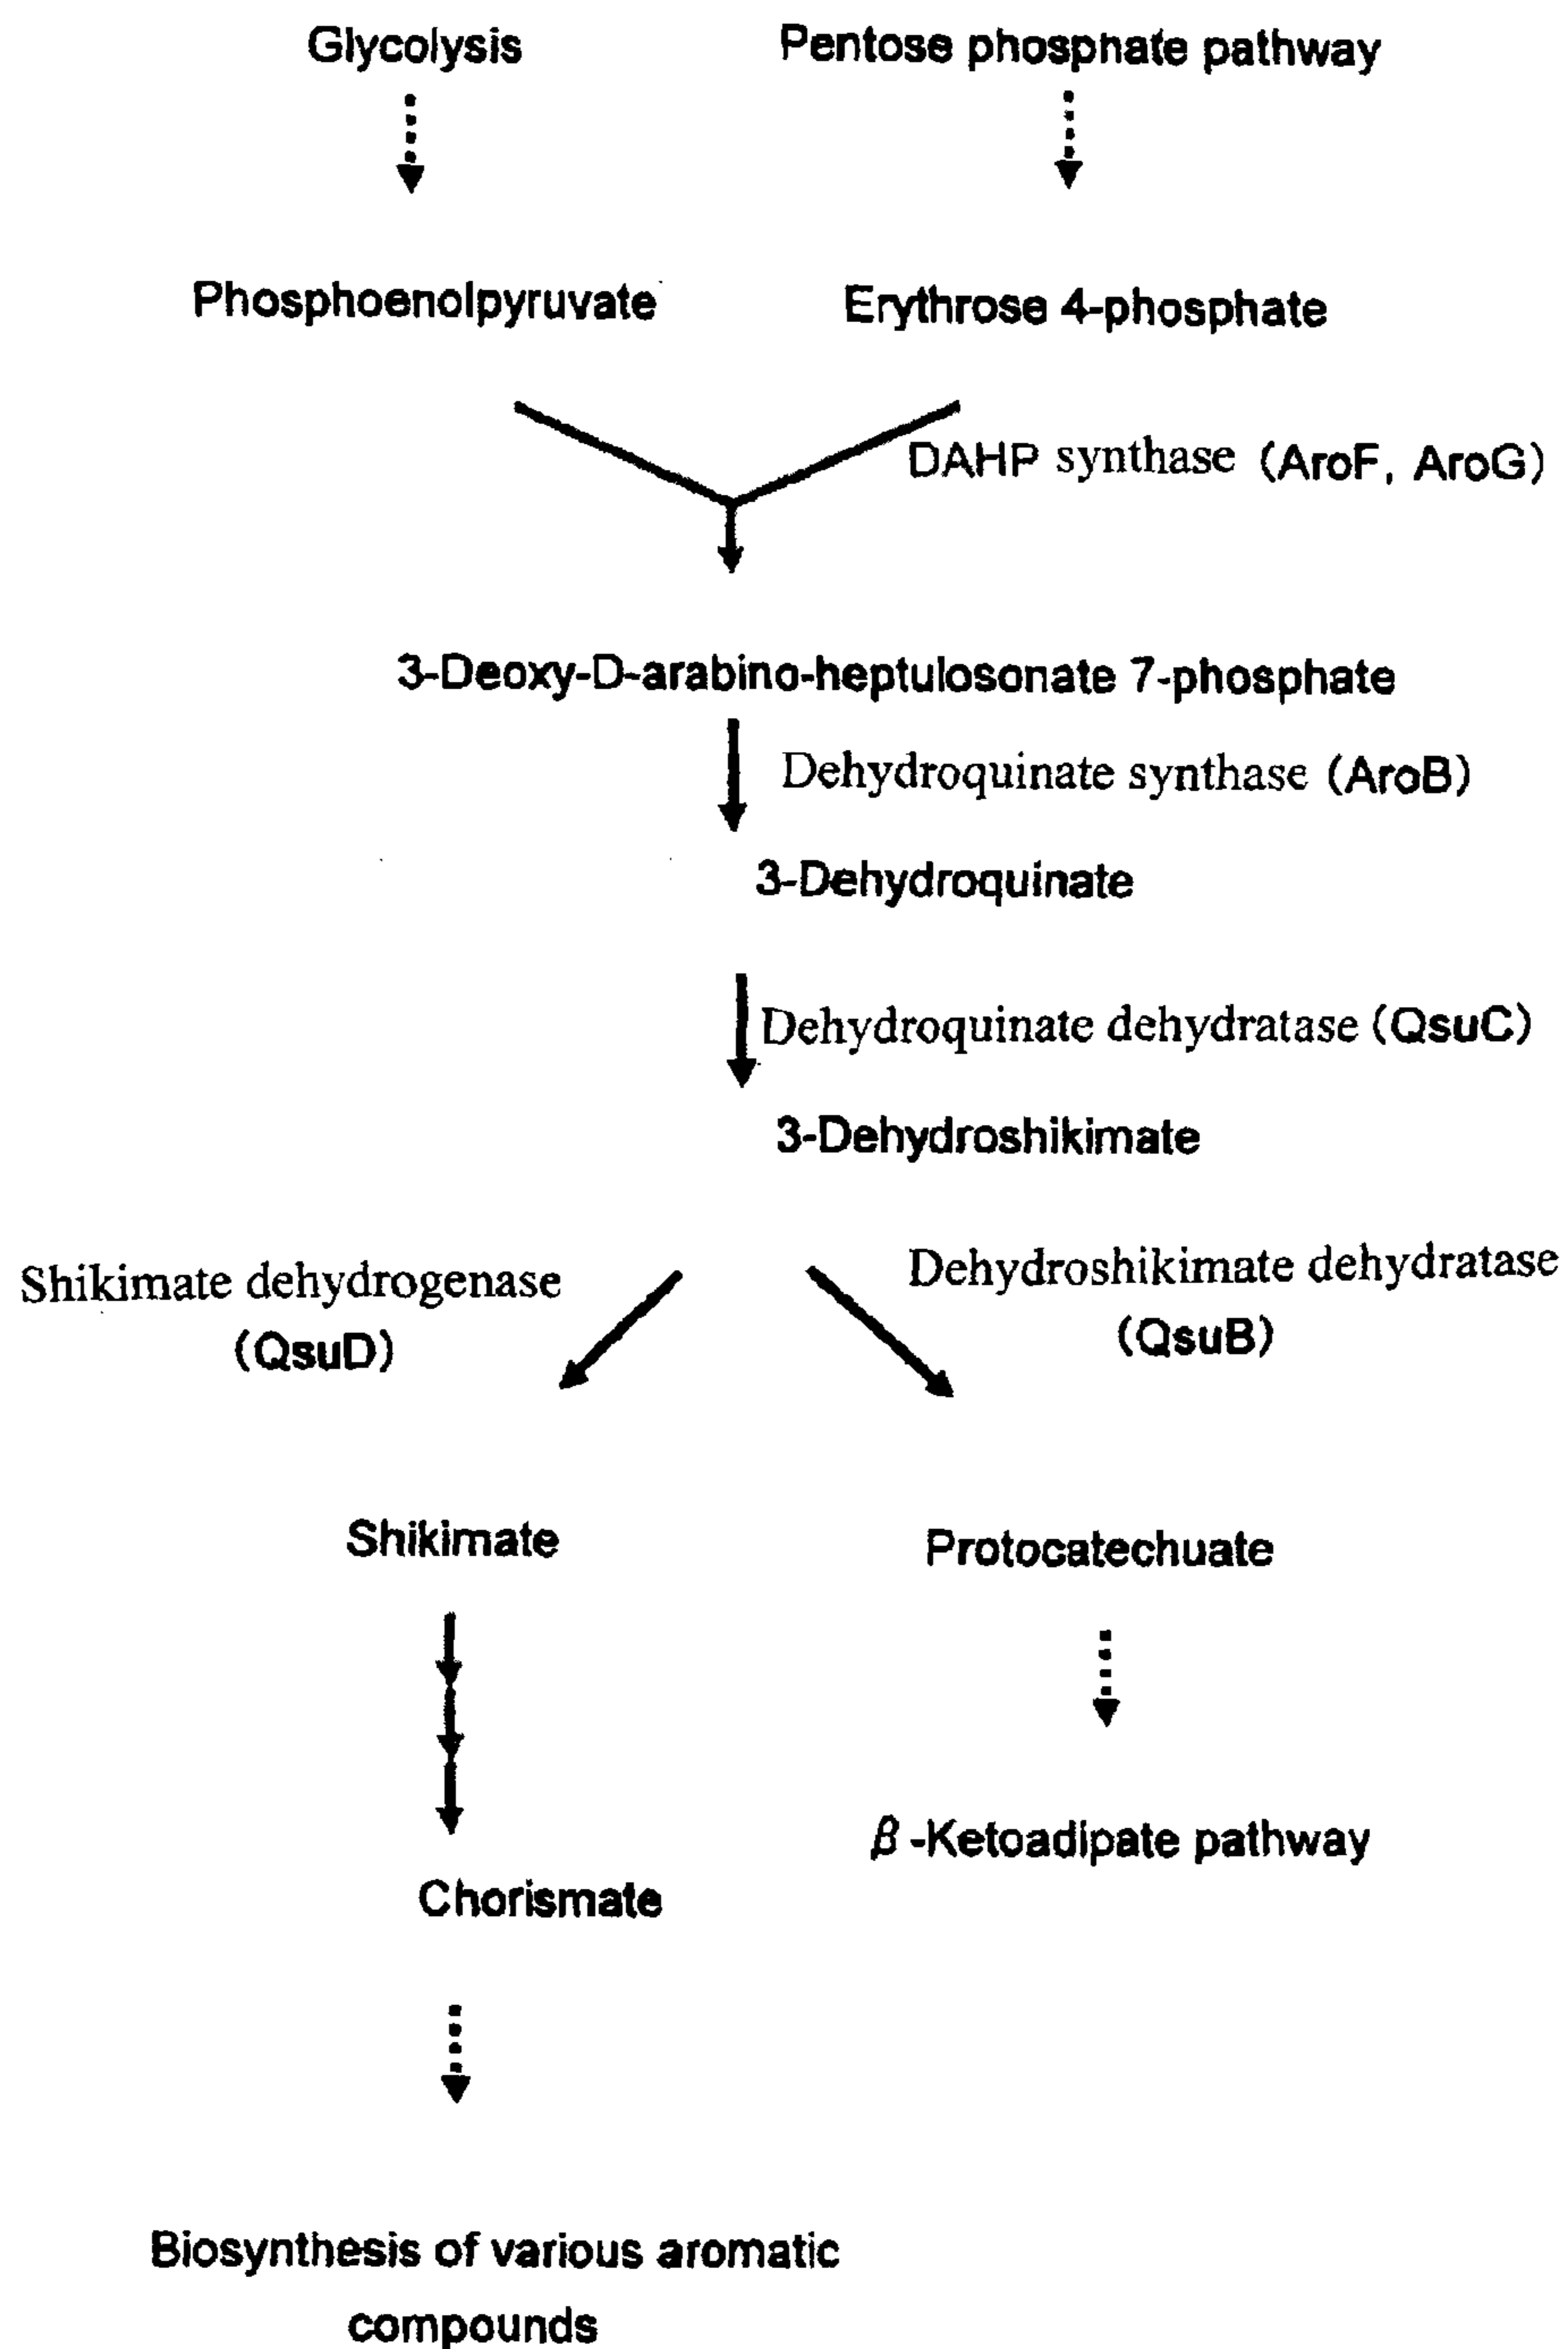 Glycolysis
Pentose phosphate pathway
Phosphoenolpyruvate
Erythrose 4-phosphate
DAHP synthase (AroF, AroG)
3-Deoxy-D-arabino-heptulosonate 7-phosphate
Dehydroquinate synthase (AroB)
3-Dehydroquinate
Dehydroquinate dehydratase (QsuC)
3-Dehydroshikimate
Shikimate dehydrogenase
(QsuD)
Dehydroshikimate dehydratase
(QsuB)
Shikimate
Protocatechuate
β-Ketoadipate pathway
Chorismate
Biosynthesis of various aromatic
compounds